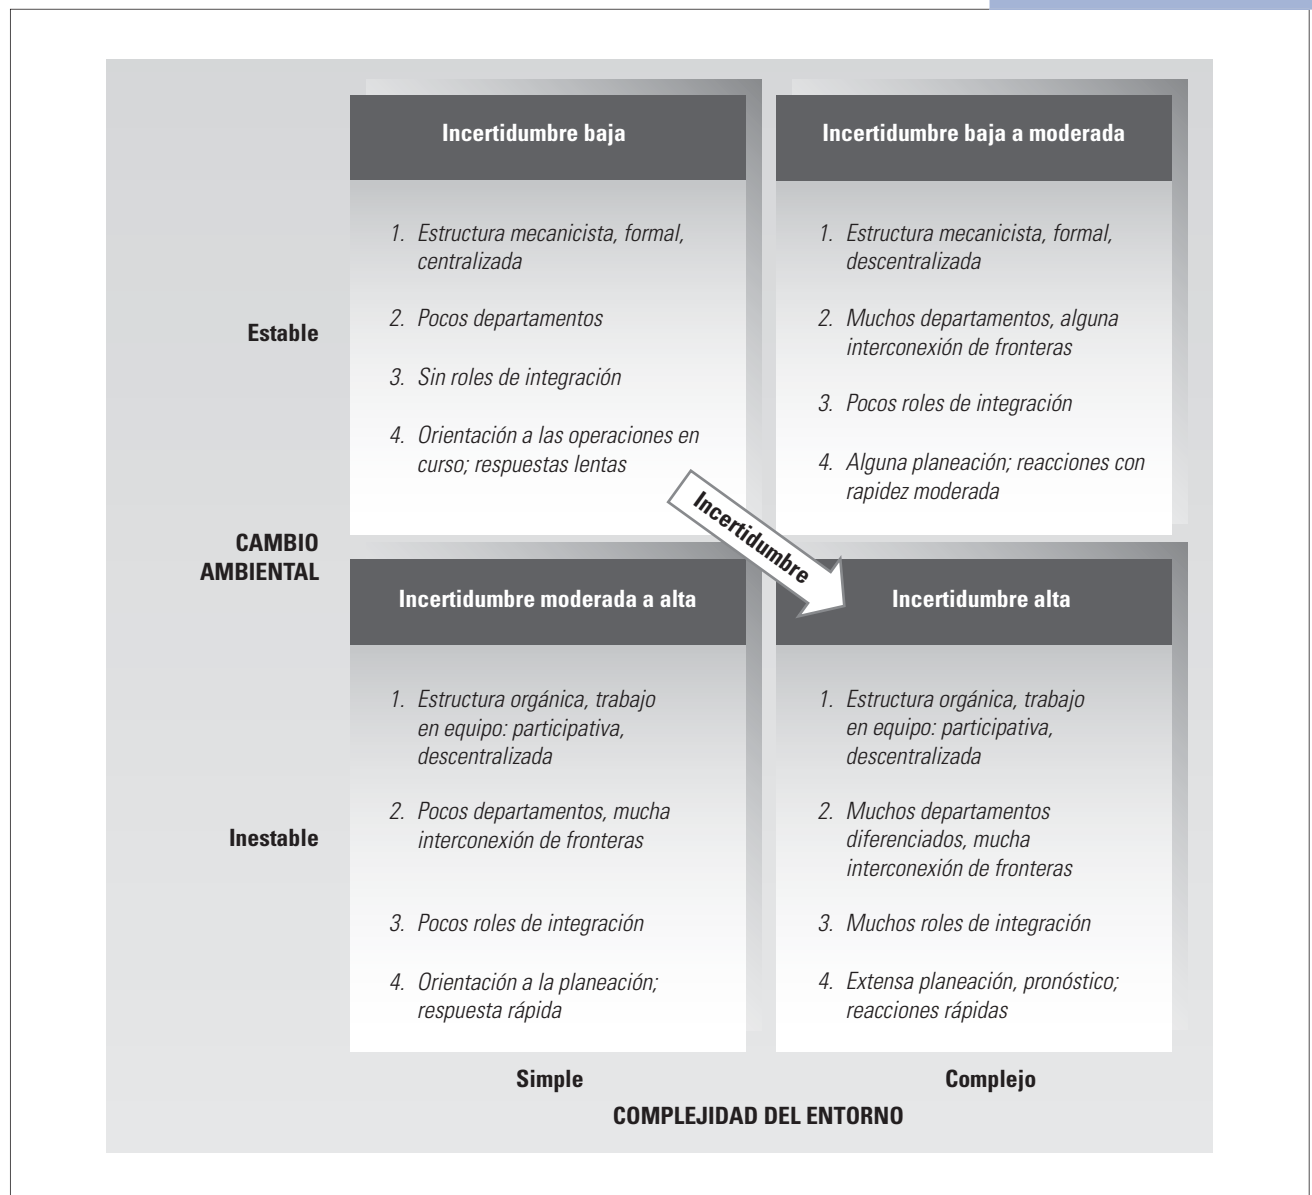 Incertidumbre baja
1. Estructura mecanicista, formal,
centralizada
2. Pocos departamentos
3. Sin roles de integración
4. Orientación a las operaciones en
curso; respuestas lentas
Incertidumbre baja a moderada
1. Estructura mecanicista, formal,
descentralizada
2. Muchos departamentos, alguna
interconexión de fronteras
3. Pocos roles de integración
4. Alguna planeación; reacciones con
rapidez moderada
Estable
CAMBIO
AMBIENTAL
Incertidumbre
Incertidumbre moderada a alta
1. Estructura orgánica, trabajo
en equipo: participativa,
descentralizada
2. Pocos departamentos, mucha
interconexión de fronteras
3. Pocos roles de integración
4. Orientación a la planeación;
respuesta rápida
Incertidumbre alta
1. Estructura orgánica, trabajo
en equipo: participativa,
descentralizada
2. Muchos departamentos
diferenciados, mucha
interconexión de fronteras
3. Muchos roles de integración
4. Extensa planeación, pronóstico;
reacciones rápidas
Inestable
Simple
Complejo
COMPLEJIDAD DEL ENTORNO